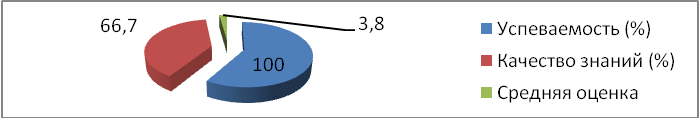 66,7
3,8
100
Успеваемость (%)
Качество знаний (%)
Средняя оценка